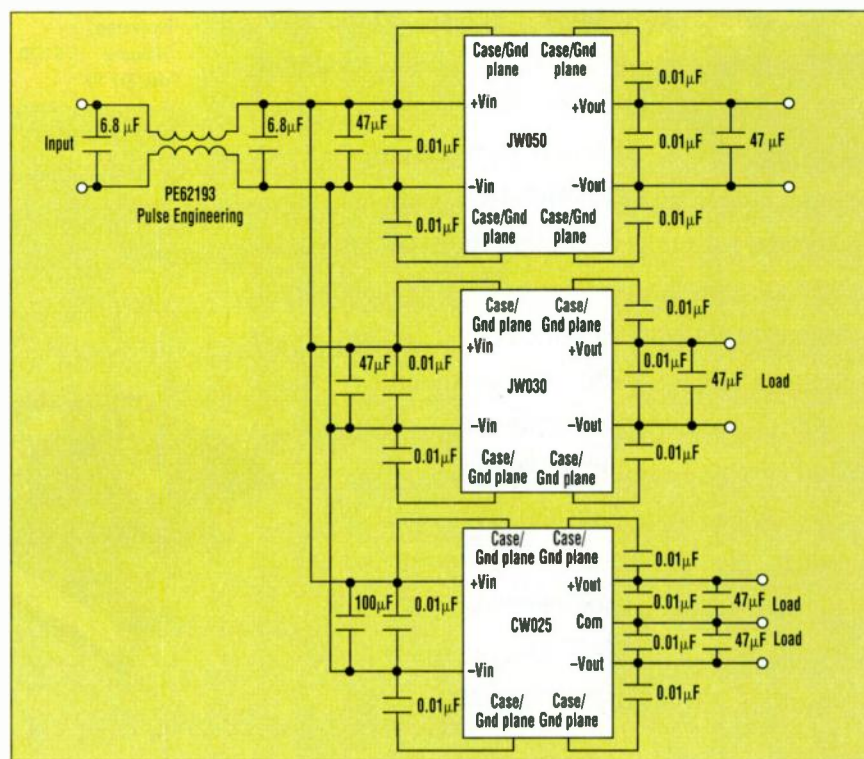 Case/Gnd plane
Case/Gnd plane
0.01µF
+Vin
+Vout
6.8 µF
6.8µF
47µF
0.01µF
JW050
0.01µF
47 µF
Input
-Vin
-Vout
PE62193
Pulse Engineering
0.01µF
Case/Gnd plane
Case/Gnd plane
0.01µF
Case/
Gnd plane
Case/
Gnd plane
0.01µF
+Vin
+Vout
47µF
0.01µF
JW030
0.01µF
47µF
Load
-Vin
-Vout
0.01µF
Case/
Gnd plane
Case/
Gnd plane
0.01µF
Case/
Gnd plane
Case/
Gnd plane
0.01µF
+Vin
+Vout
100µF
0.01µF
CW025
0.01µF
47µF
Load
Com
0.01µF
47µF
Load
-Vin
-Vout
0.01µF
Case/
Gnd plane
Case/
Gnd plane
0.01µF